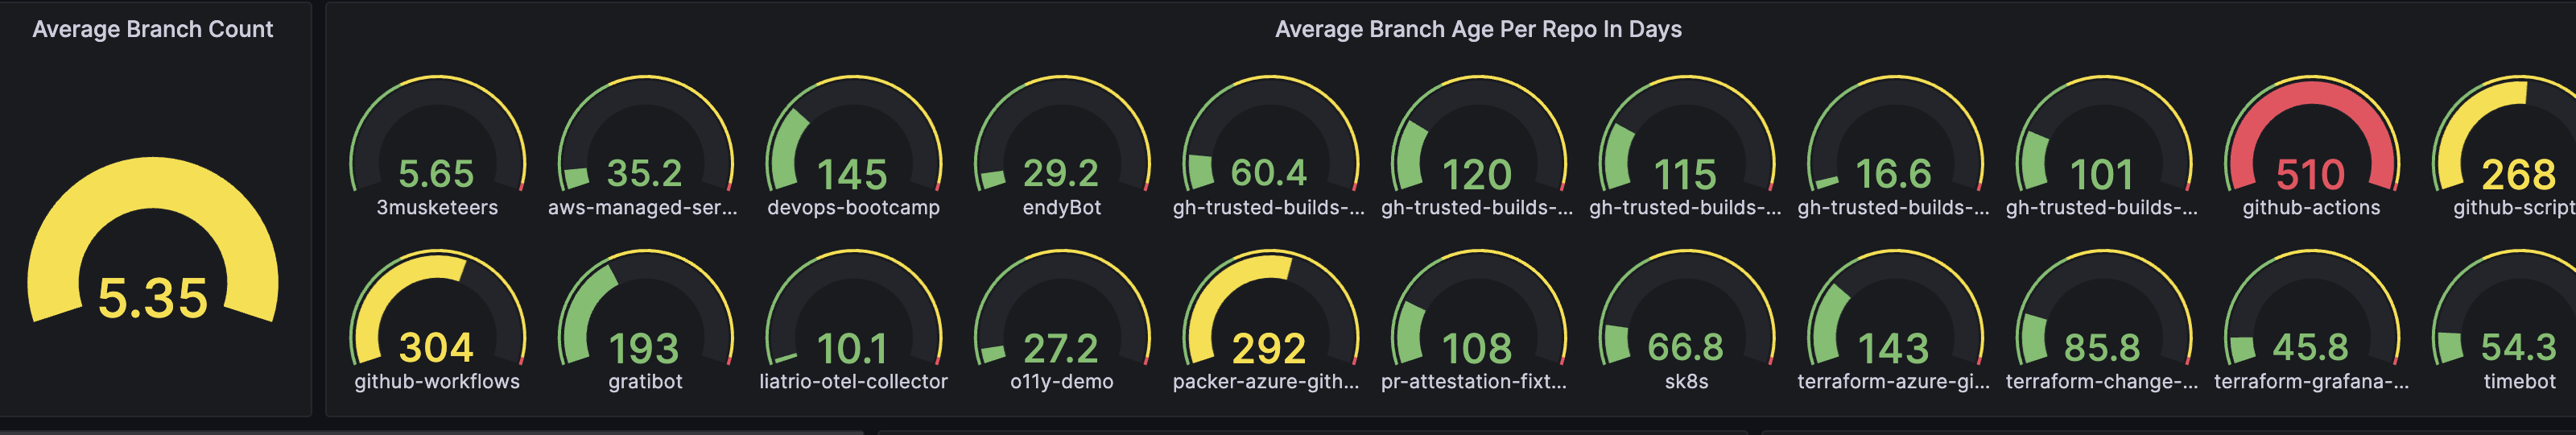 Average Branch Count
5.35
Average Branch Age Per Repo In Days
5.65
3musketeers
35.2
aws-managed-ser...
145
devops-bootcamp
29.2
endyBot
60.4
gh-trusted-builds-...
120
gh-trusted-builds-...
115
gh-trusted-builds-...
16.6
gh-trusted-builds-...
101
gh-trusted-builds-...
510
github-actions
268
github-script
304
github-workflows
193
gratibot
10.1
liatrio-otel-collector
27.2
o11y-demo
292
packer-azure-gith...
108
pr-attestation-fixt...
66.8
sk8s
143
terraform-azure-gi...
85.8
terraform-change-...
45.8
terraform-grafana-...
54.3
timebot